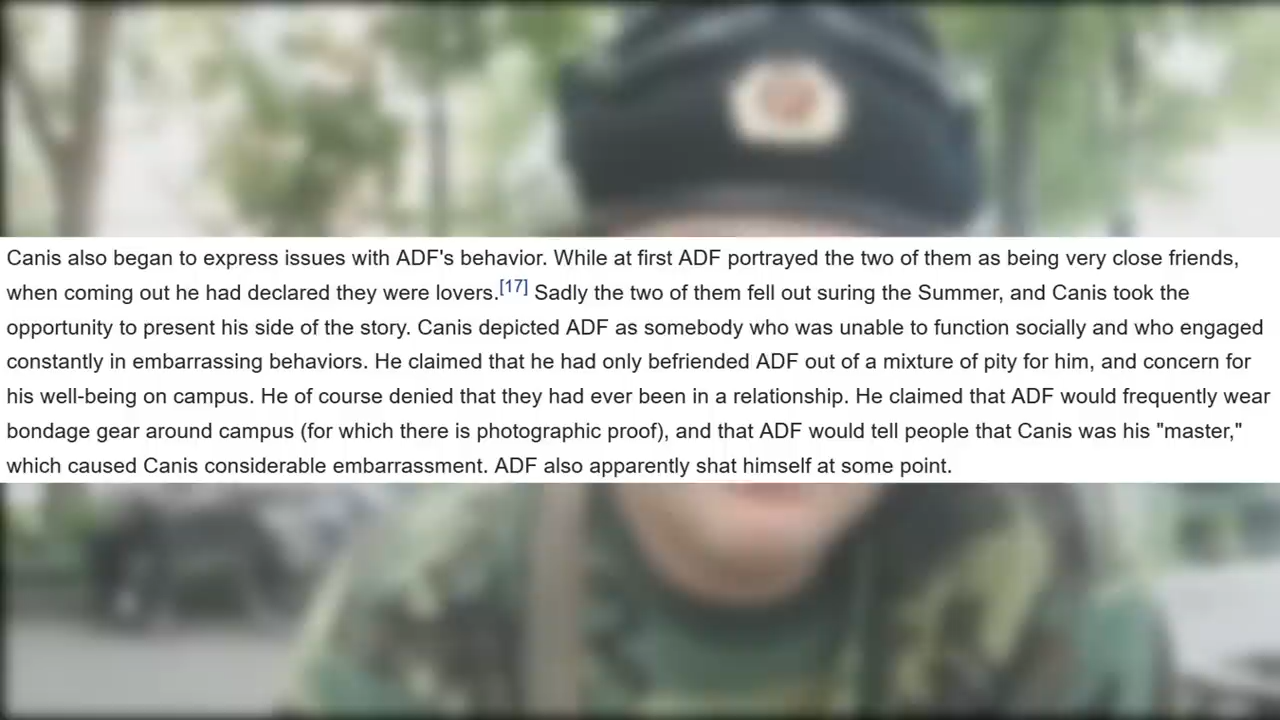 Canis also began to express issues with ADF's behavior. While at first ADF portrayed the two of them as being very close friends,
when coming out he had declared they were lovers.[17] Sadly the two of them fell out suring the Summer, and Canis took the
opportunity to present his side of the story. Canis depicted ADF as somebody who was unable to function socially and who engaged
constantly in embarrassing behaviors. He claimed that he had only befriended ADF out of a mixture of pity for him, and concern for
his well-being on campus. He of course denied that they had ever been in a relationship. He claimed that ADF would frequently wear
bondage gear around campus (for which there is photographic proof), and that ADF would tell people that Canis was his "master,"
which caused Canis considerable embarrassment. ADF also apparently shat himself at some point.